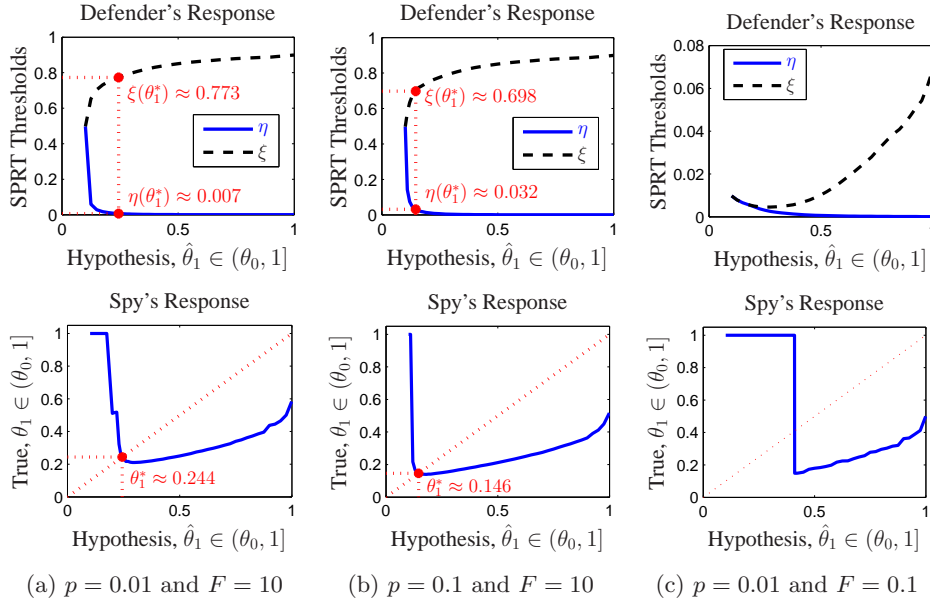 Defender's Response
SPRT Thresholds
1
0.8
0.6
0.4
0.2
0
0
0.5
1
ξ(θ₁*) ≈ 0.773
η
ξ
η(θ₁*) ≈ 0.007
Hypothesis, θ̂₁ ∈ (θ₀, 1]
Defender's Response
SPRT Thresholds
1
0.8
0.6
0.4
0.2
0
0
0.5
1
ξ(θ₁*) ≈ 0.698
η
ξ
η(θ₁*) ≈ 0.032
Hypothesis, θ̂₁ ∈ (θ₀, 1]
Defender's Response
SPRT Thresholds
0.08
0.06
0.04
0.02
0
0
0.5
1
η
ξ
Hypothesis, θ̂₁ ∈ (θ₀, 1]
Spy's Response
True, θ₁ ∈ (θ₀, 1]
1
0.8
0.6
0.4
0.2
0
0
0.5
1
θ₁* ≈ 0.244
Hypothesis, θ̂₁ ∈ (θ₀, 1]
Spy's Response
True, θ₁ ∈ (θ₀, 1]
1
0.8
0.6
0.4
0.2
0
0
0.5
1
θ₁* ≈ 0.146
Hypothesis, θ̂₁ ∈ (θ₀, 1]
Spy's Response
True, θ₁ ∈ (θ₀, 1]
1
0.8
0.6
0.4
0.2
0
0
0.5
1
Hypothesis, θ̂₁ ∈ (θ₀, 1]
(a) p = 0.01 and F = 10
(b) p = 0.1 and F = 10
(c) p = 0.01 and F = 0.1